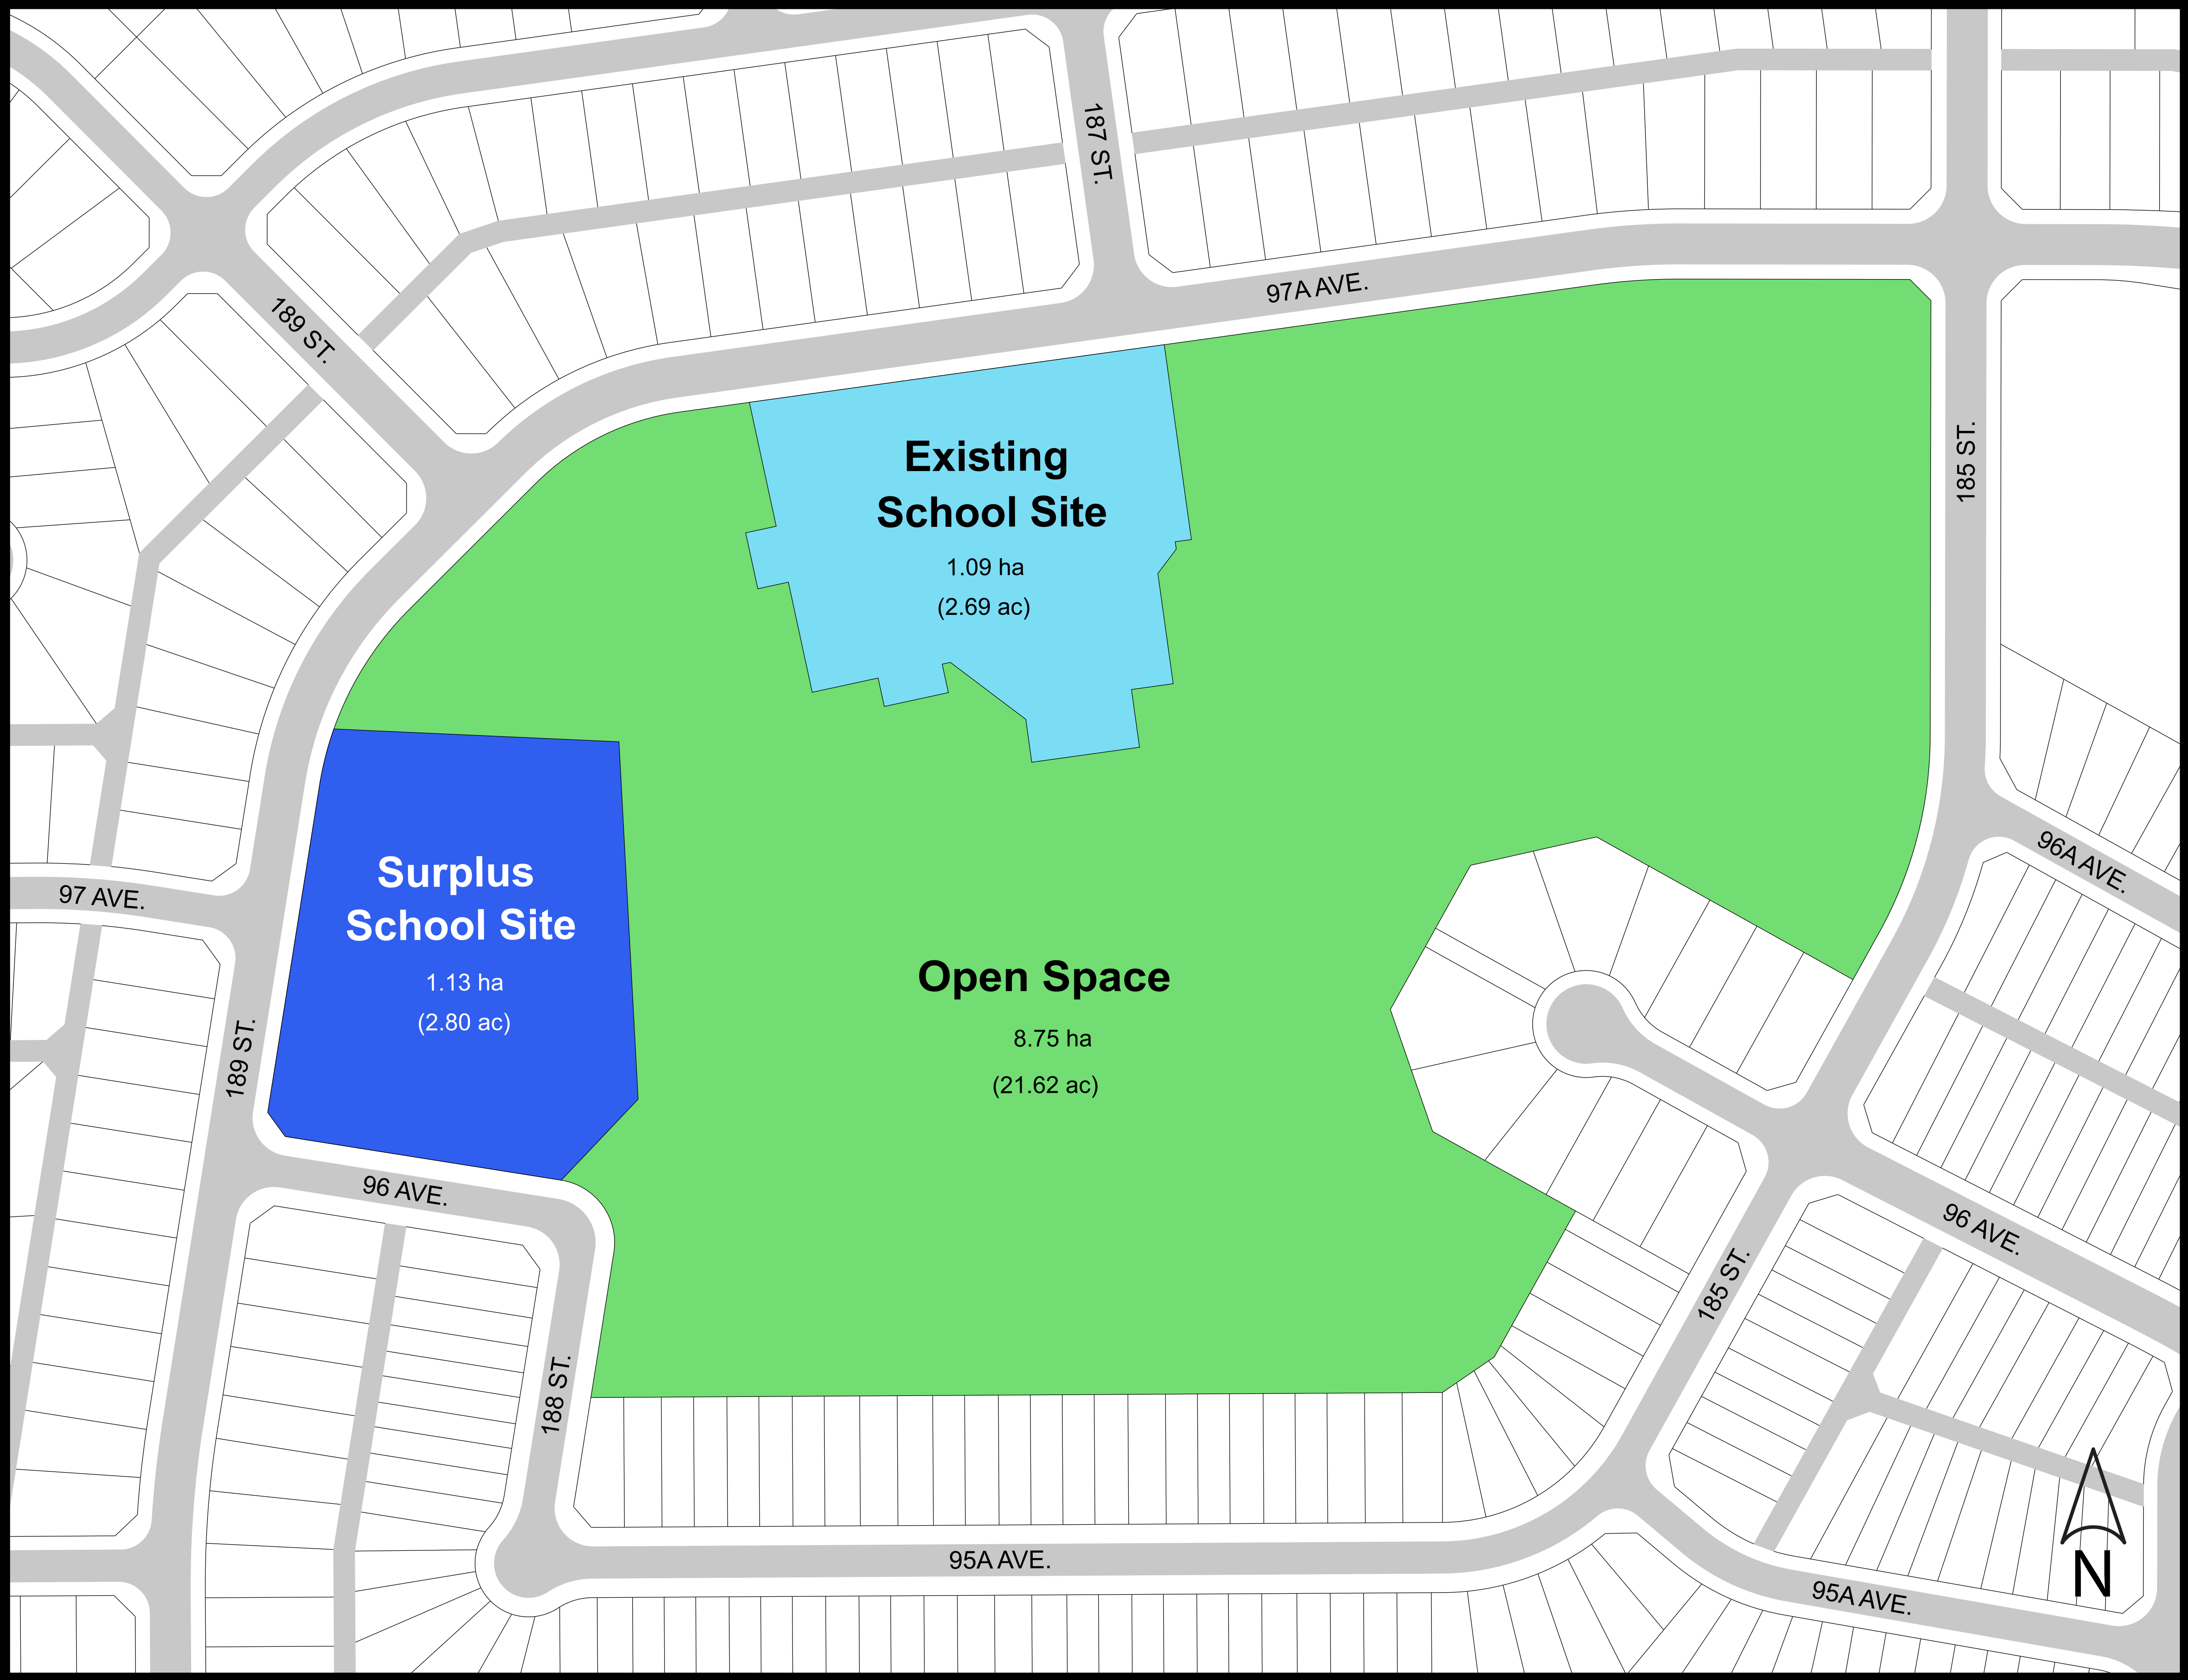 187 ST.
97A AVE.
189 ST.
185 ST.
Existing
School Site
1.09 ha
(2.69 ac)
96A AVE.
Surplus
School Site
1.13 ha
(2.80 ac)
97 AVE.
Open Space
8.75 ha
(21.62 ac)
189 ST.
96 AVE.
96 AVE.
185 ST.
188 ST.
95A AVE.
95A AVE.
N